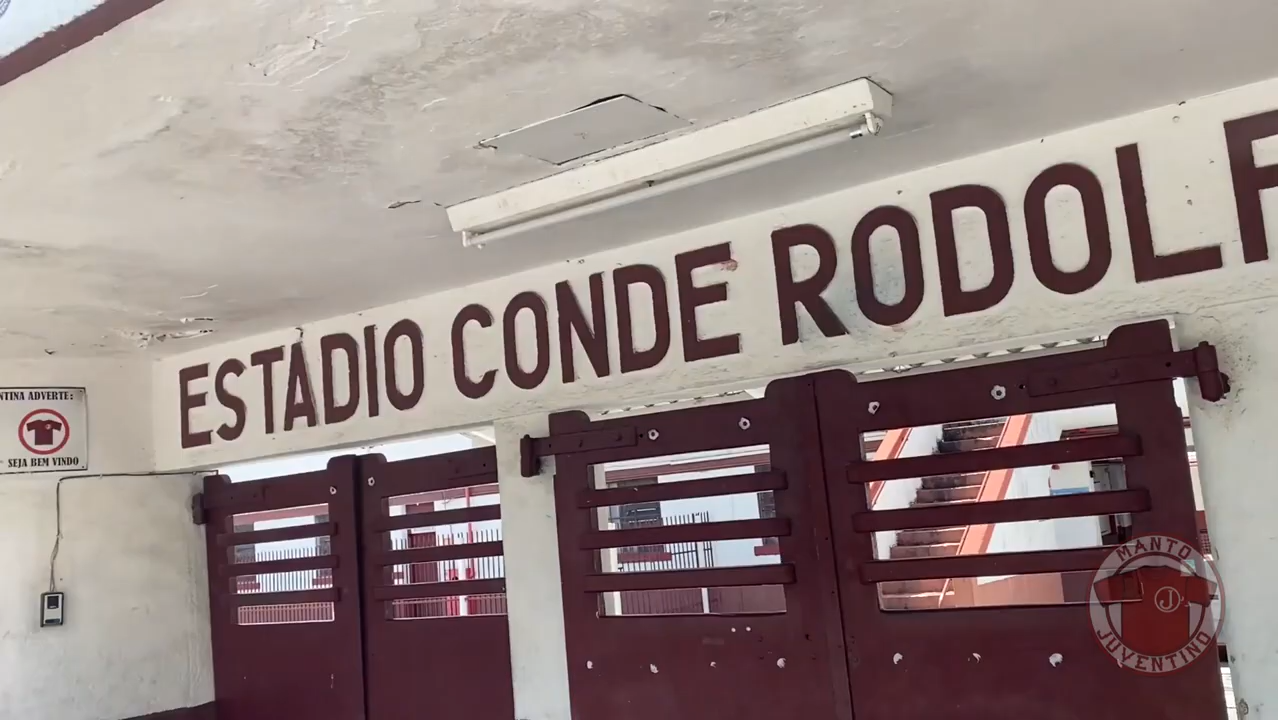 ESTADIO CONDE RODOLF
NTINA ADVERTE:
SEJA BEM VINDO
MANTO
J
JUVENTINO